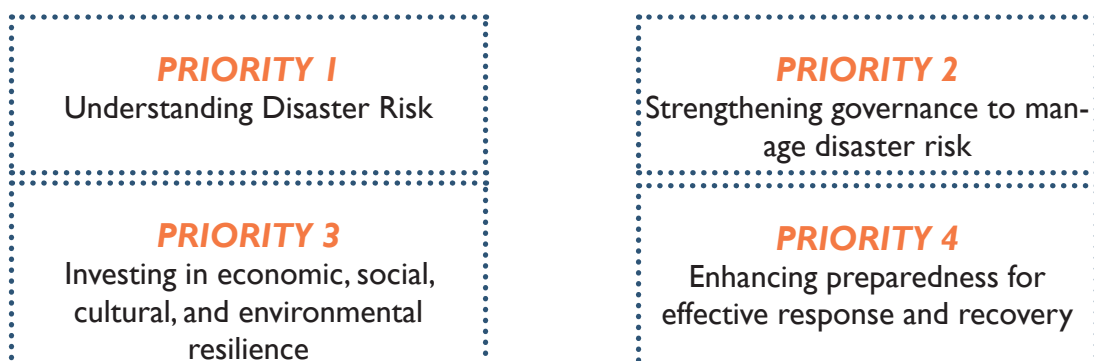 PRIORITY 1
Understanding Disaster Risk
PRIORITY 2
Strengthening governance to man-
age disaster risk
PRIORITY 3
Investing in economic, social,
cultural, and environmental
resilience
PRIORITY 4
Enhancing preparedness for
effective response and recovery